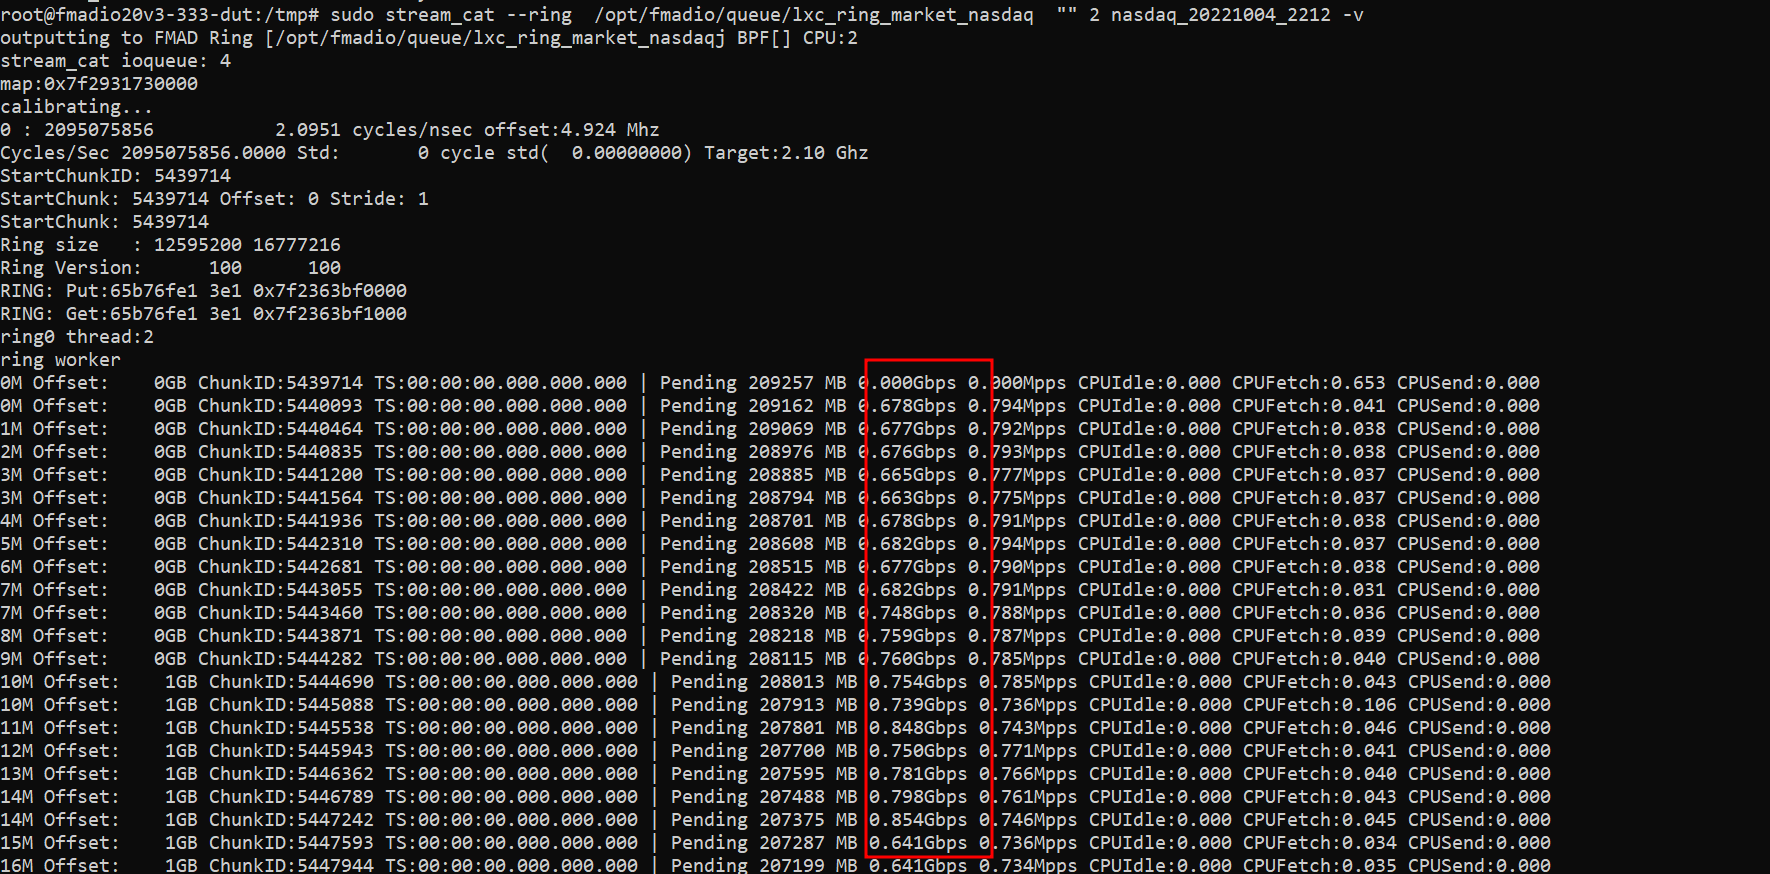 root@fmadio20v3-333-dut:/tmp# sudo stream_cat --ring  /opt/fmadio/queue/lxc_ring_market_nasdaq  "" 2 nasdaq_20221004_2212 -v
outputting to FMAD Ring [/opt/fmadio/queue/lxc_ring_market_nasdaqj BPF[] CPU:2
stream_cat ioqueue: 4
map:0x7f2931730000
calibrating...
0 : 2095075856           2.0951 cycles/nsec offset:4.924 Mhz
Cycles/Sec 2095075856.0000 Std:       0 cycle std(  0.00000000) Target:2.10 Ghz
StartChunkID: 5439714
StartChunk: 5439714 Offset: 0 Stride: 1
StartChunk: 5439714
Ring size   : 12595200 16777216
Ring Version:      100      100
RING: Put:65b76fe1 3e1 0x7f2363bf0000
RING: Get:65b76fe1 3e1 0x7f2363bf1000
ring0 thread:2
ring worker
0M Offset:    0GB ChunkID:5439714 TS:00:00:00.000.000.000 | Pending 209257 MB 0.000Gbps 0.000Mpps CPUIdle:0.000 CPUFetch:0.653 CPUSend:0.000
0M Offset:    0GB ChunkID:5440093 TS:00:00:00.000.000.000 | Pending 209162 MB 0.678Gbps 0.794Mpps CPUIdle:0.000 CPUFetch:0.041 CPUSend:0.000
1M Offset:    0GB ChunkID:5440464 TS:00:00:00.000.000.000 | Pending 209069 MB 0.677Gbps 0.792Mpps CPUIdle:0.000 CPUFetch:0.038 CPUSend:0.000
2M Offset:    0GB ChunkID:5440835 TS:00:00:00.000.000.000 | Pending 208976 MB 0.676Gbps 0.793Mpps CPUIdle:0.000 CPUFetch:0.038 CPUSend:0.000
3M Offset:    0GB ChunkID:5441200 TS:00:00:00.000.000.000 | Pending 208885 MB 0.665Gbps 0.777Mpps CPUIdle:0.000 CPUFetch:0.037 CPUSend:0.000
3M Offset:    0GB ChunkID:5441564 TS:00:00:00.000.000.000 | Pending 208794 MB 0.663Gbps 0.775Mpps CPUIdle:0.000 CPUFetch:0.037 CPUSend:0.000
4M Offset:    0GB ChunkID:5441936 TS:00:00:00.000.000.000 | Pending 208701 MB 0.678Gbps 0.791Mpps CPUIdle:0.000 CPUFetch:0.038 CPUSend:0.000
5M Offset:    0GB ChunkID:5442310 TS:00:00:00.000.000.000 | Pending 208608 MB 0.682Gbps 0.794Mpps CPUIdle:0.000 CPUFetch:0.037 CPUSend:0.000
6M Offset:    0GB ChunkID:5442681 TS:00:00:00.000.000.000 | Pending 208515 MB 0.677Gbps 0.790Mpps CPUIdle:0.000 CPUFetch:0.038 CPUSend:0.000
7M Offset:    0GB ChunkID:5443055 TS:00:00:00.000.000.000 | Pending 208422 MB 0.682Gbps 0.791Mpps CPUIdle:0.000 CPUFetch:0.031 CPUSend:0.000
7M Offset:    0GB ChunkID:5443460 TS:00:00:00.000.000.000 | Pending 208320 MB 0.748Gbps 0.788Mpps CPUIdle:0.000 CPUFetch:0.036 CPUSend:0.000
8M Offset:    0GB ChunkID:5443871 TS:00:00:00.000.000.000 | Pending 208218 MB 0.759Gbps 0.787Mpps CPUIdle:0.000 CPUFetch:0.039 CPUSend:0.000
9M Offset:    0GB ChunkID:5444282 TS:00:00:00.000.000.000 | Pending 208115 MB 0.760Gbps 0.785Mpps CPUIdle:0.000 CPUFetch:0.040 CPUSend:0.000
10M Offset:    1GB ChunkID:5444690 TS:00:00:00.000.000.000 | Pending 208013 MB 0.754Gbps 0.785Mpps CPUIdle:0.000 CPUFetch:0.043 CPUSend:0.000
10M Offset:    1GB ChunkID:5445088 TS:00:00:00.000.000.000 | Pending 207913 MB 0.739Gbps 0.736Mpps CPUIdle:0.000 CPUFetch:0.106 CPUSend:0.000
11M Offset:    1GB ChunkID:5445538 TS:00:00:00.000.000.000 | Pending 207801 MB 0.848Gbps 0.743Mpps CPUIdle:0.000 CPUFetch:0.046 CPUSend:0.000
12M Offset:    1GB ChunkID:5445943 TS:00:00:00.000.000.000 | Pending 207700 MB 0.750Gbps 0.771Mpps CPUIdle:0.000 CPUFetch:0.041 CPUSend:0.000
13M Offset:    1GB ChunkID:5446362 TS:00:00:00.000.000.000 | Pending 207595 MB 0.781Gbps 0.766Mpps CPUIdle:0.000 CPUFetch:0.040 CPUSend:0.000
14M Offset:    1GB ChunkID:5446789 TS:00:00:00.000.000.000 | Pending 207488 MB 0.798Gbps 0.761Mpps CPUIdle:0.000 CPUFetch:0.043 CPUSend:0.000
14M Offset:    1GB ChunkID:5447242 TS:00:00:00.000.000.000 | Pending 207375 MB 0.854Gbps 0.746Mpps CPUIdle:0.000 CPUFetch:0.045 CPUSend:0.000
15M Offset:    1GB ChunkID:5447593 TS:00:00:00.000.000.000 | Pending 207287 MB 0.641Gbps 0.736Mpps CPUIdle:0.000 CPUFetch:0.034 CPUSend:0.000
16M Offset:    1GB ChunkID:5447944 TS:00:00:00.000.000.000 | Pending 207199 MB 0.641Gbps 0.734Mpps CPUIdle:0.000 CPUFetch:0.035 CPUSend:0.000